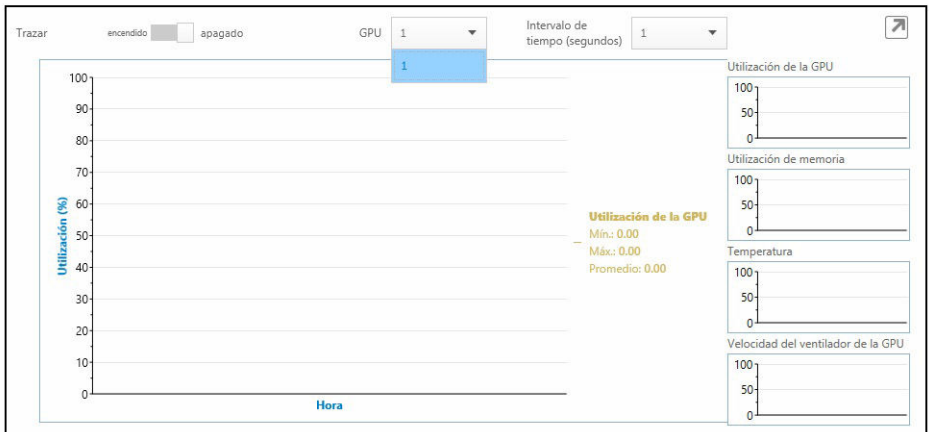 Trazar encendido apagado GPU 1 Intervalo de tiempo (segundos) 1
1
Utilización (%)
100
90
80
70
60
50
40
30
20
10
0
Hora
Utilización de la GPU
Mín.: 0.00
Máx.: 0.00
Promedio: 0.00
Utilización de la GPU
100
50
0
Utilización de memoria
100
50
0
Temperatura
100
50
0
Velocidad del ventilador de la GPU
100
50
0